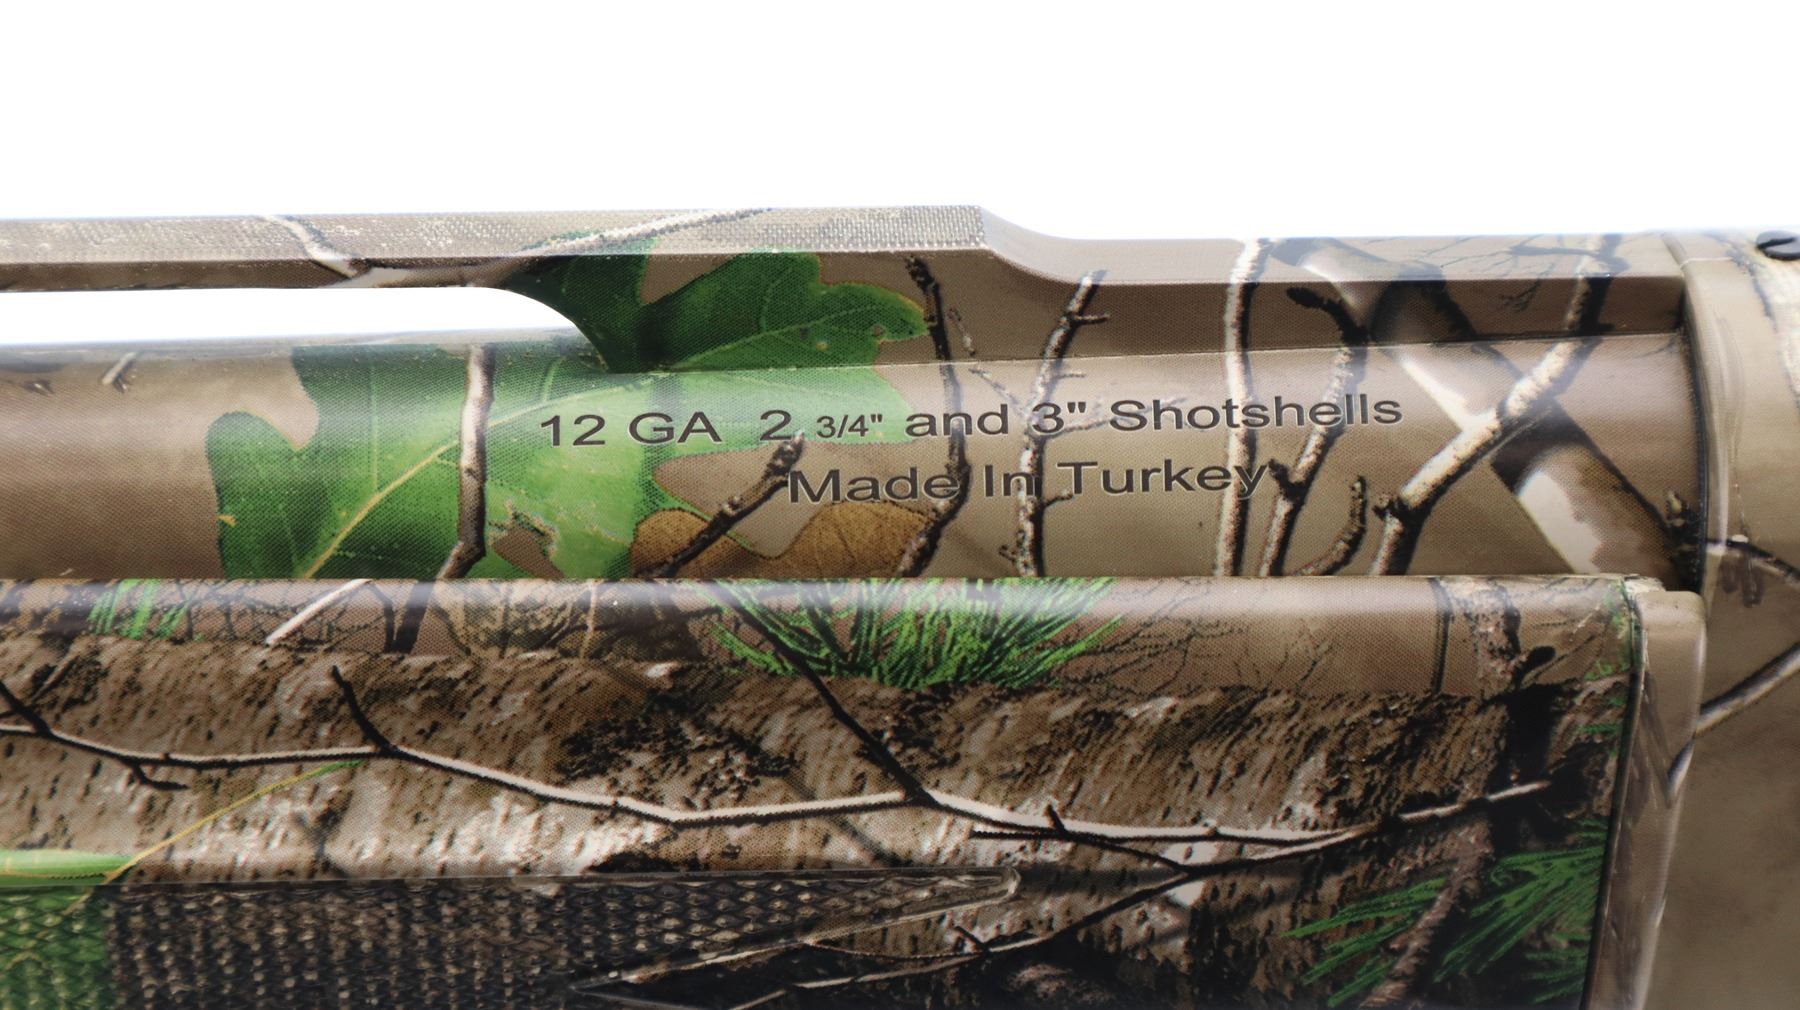 12 GA 2 3/4" and 3" Shotshells
Made In Turkey